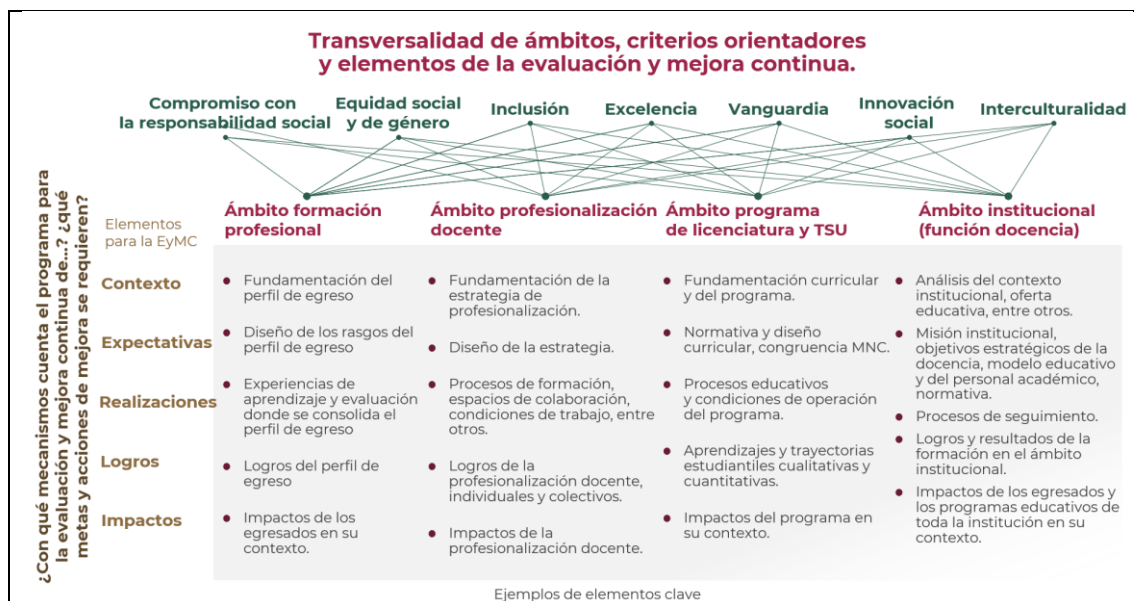 Transversalidad de ámbitos, criterios orientadores
y elementos de la evaluación y mejora continua.
Compromiso con
la responsabilidad social
Equidad social
y de género
Inclusión
Excelencia
Vanguardia
Innovación
social
Interculturalidad
¿Con qué mecanismos cuenta el programa para
la evaluación y mejora continua de...? ¿qué
metas y acciones de mejora se requieren?
Elementos
para la EyMC
Ámbito formación
profesional
Ámbito profesionalización
docente
Ámbito programa
de licenciatura y TSU
Ámbito institucional
(función docencia)
Contexto
Expectativas
Realizaciones
Logros
Impactos
• Fundamentación del
perfil de egreso
• Diseño de los rasgos del
perfil de egreso
• Experiencias de
aprendizaje y evaluación
donde se consolida el
perfil de egreso
• Logros del perfil de
egreso
• Impactos de los
egresados en su
contexto.
• Fundamentación de la
estrategia de
profesionalización.
• Diseño de la estrategia.
• Procesos de formación,
espacios de colaboración,
condiciones de trabajo, entre
otros.
• Logros de la
profesionalización docente,
individuales y colectivos.
• Impactos de la
profesionalización docente.
• Fundamentación curricular
y del programa.
• Normativa y diseño
curricular, congruencia MNC.
• Procesos educativos
y condiciones de operación
del programa.
• Aprendizajes y trayectorias
estudiantiles cualitativas y
cuantitativas.
• Impactos del programa en
su contexto.
• Análisis del contexto
institucional, oferta
educativa, entre otros.
• Misión institucional,
objetivos estratégicos de la
docencia, modelo educativo
y del personal académico,
normativa.
• Procesos de seguimiento.
• Logros y resultados de la
formación en el ámbito
institucional.
• Impactos de los egresados y
los programas educativos de
toda la institución en su
contexto.
Ejemplos de elementos clave